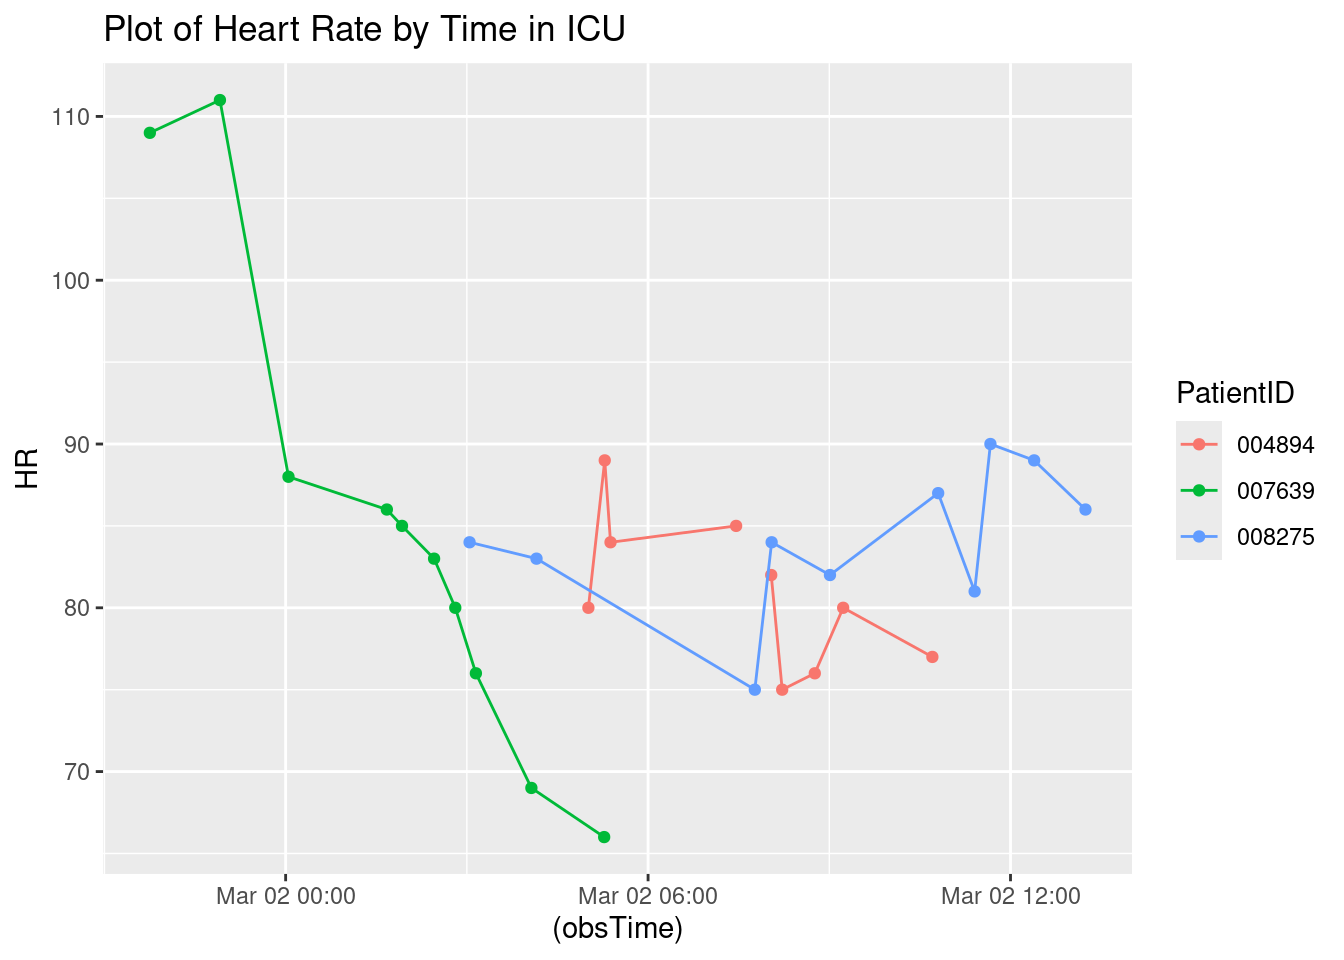 Plot of Heart Rate by Time in ICU
110
100
90
80
70
HR
Mar 02 00:00
Mar 02 06:00
Mar 02 12:00
(obsTime)
PatientID
004894
007639
008275